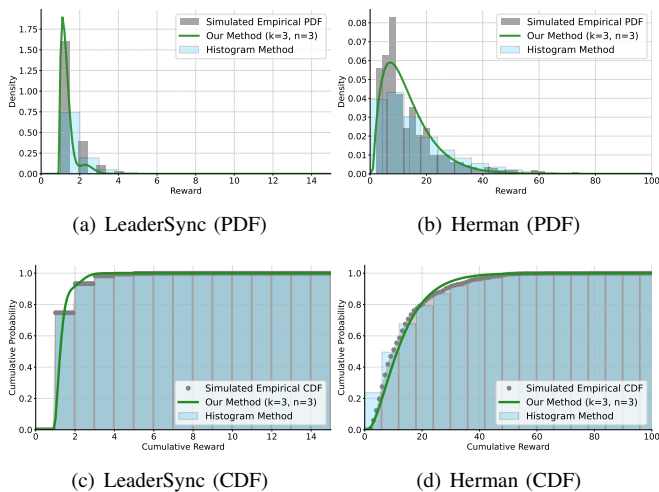 Simulated Empirical PDF
Our Method (k=3, n=3)
Histogram Method
Density
1.75
1.50
1.25
1.00
0.75
0.50
0.25
0.00
0 2 4 6 8 10 12 14
Reward
(a) LeaderSync (PDF)
Simulated Empirical PDF
Our Method (k=3, n=3)
Histogram Method
Density
0.08
0.07
0.06
0.05
0.04
0.03
0.02
0.01
0.00
0 20 40 60 80 100
Reward
(b) Herman (PDF)
Cumulative Probability
1.0
0.8
0.6
0.4
0.2
0.0
Simulated Empirical CDF
Our Method (k=3, n=3)
Histogram Method
0 2 4 6 8 10 12 14
Cumulative Reward
(c) LeaderSync (CDF)
Cumulative Probability
1.0
0.8
0.6
0.4
0.2
0.0
Simulated Empirical CDF
Our Method (k=3, n=3)
Histogram Method
0 20 40 60 80 100
Cumulative Reward
(d) Herman (CDF)